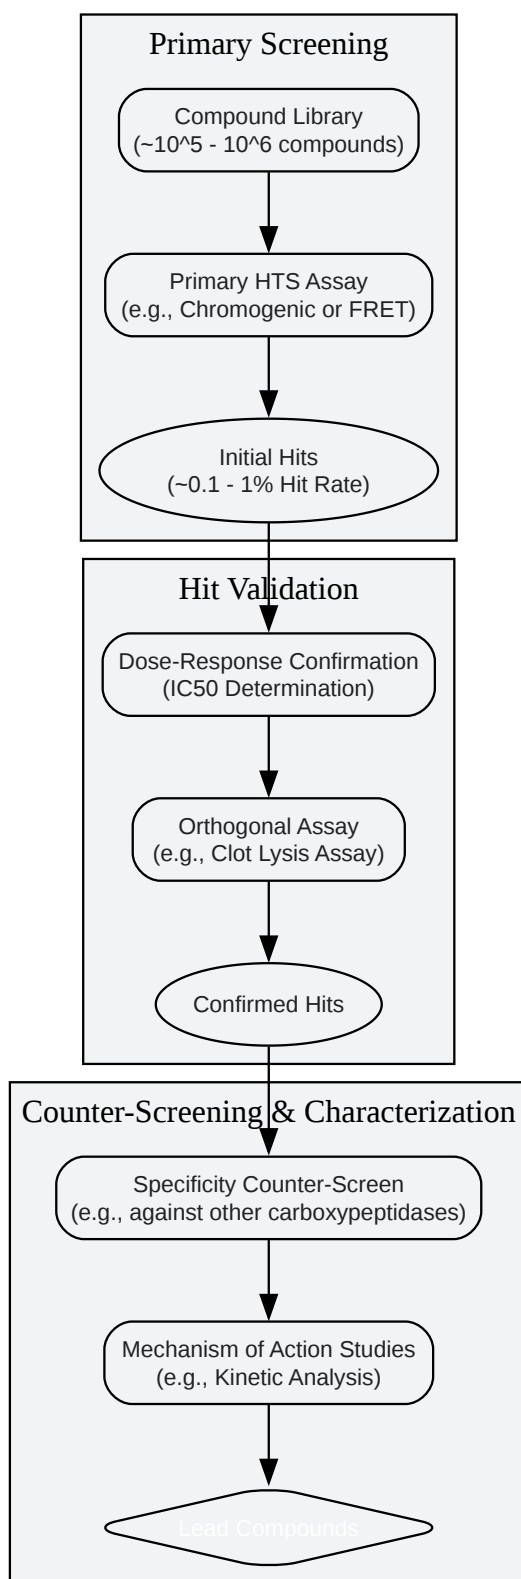 Primary Screening
Compound Library
(~10^5 - 10^6 compounds)
Primary HTS Assay
(e.g., Chromogenic or FRET)
Initial Hits
(~0.1 - 1% Hit Rate)
Hit Validation
Dose-Response Confirmation
(IC50 Determination)
Orthogonal Assay
(e.g., Clot Lysis Assay)
Confirmed Hits
Counter-Screening & Characterization
Specificity Counter-Screen
(e.g., against other carboxypeptidases)
Mechanism of Action Studies
(e.g., Kinetic Analysis)
Lead Compounds